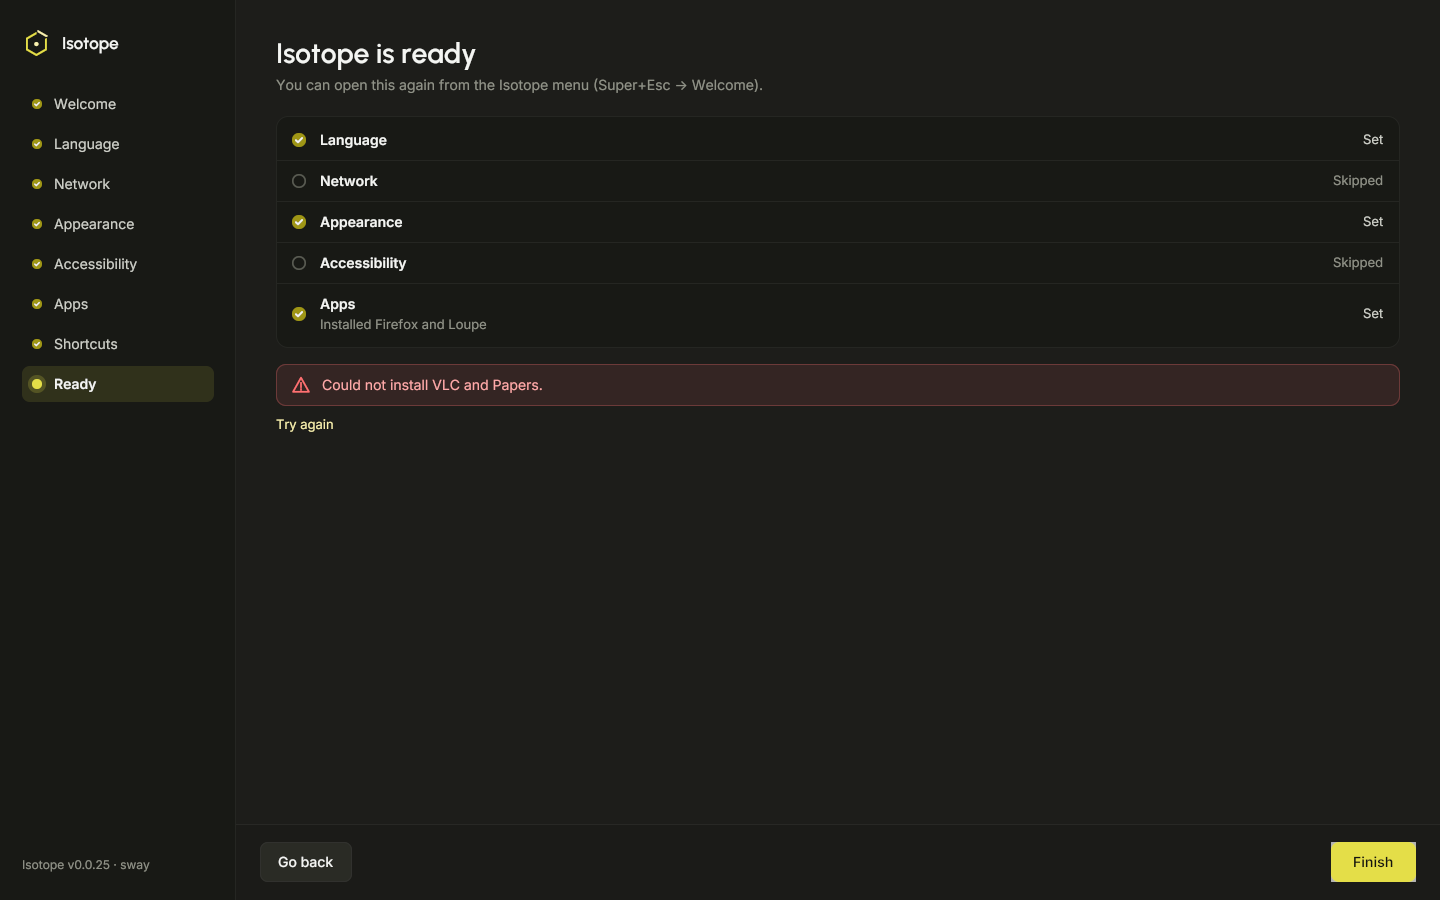 Isotope
Welcome
Language
Network
Appearance
Accessibility
Apps
Shortcuts
Ready
Isotope v0.0.25 · sway
Isotope is ready
You can open this again from the Isotope menu (Super+Esc → Welcome).
Language Set
Network Skipped
Appearance Set
Accessibility Skipped
Apps Set
Installed Firefox and Loupe
Could not install VLC and Papers.
Try again
Go back Finish